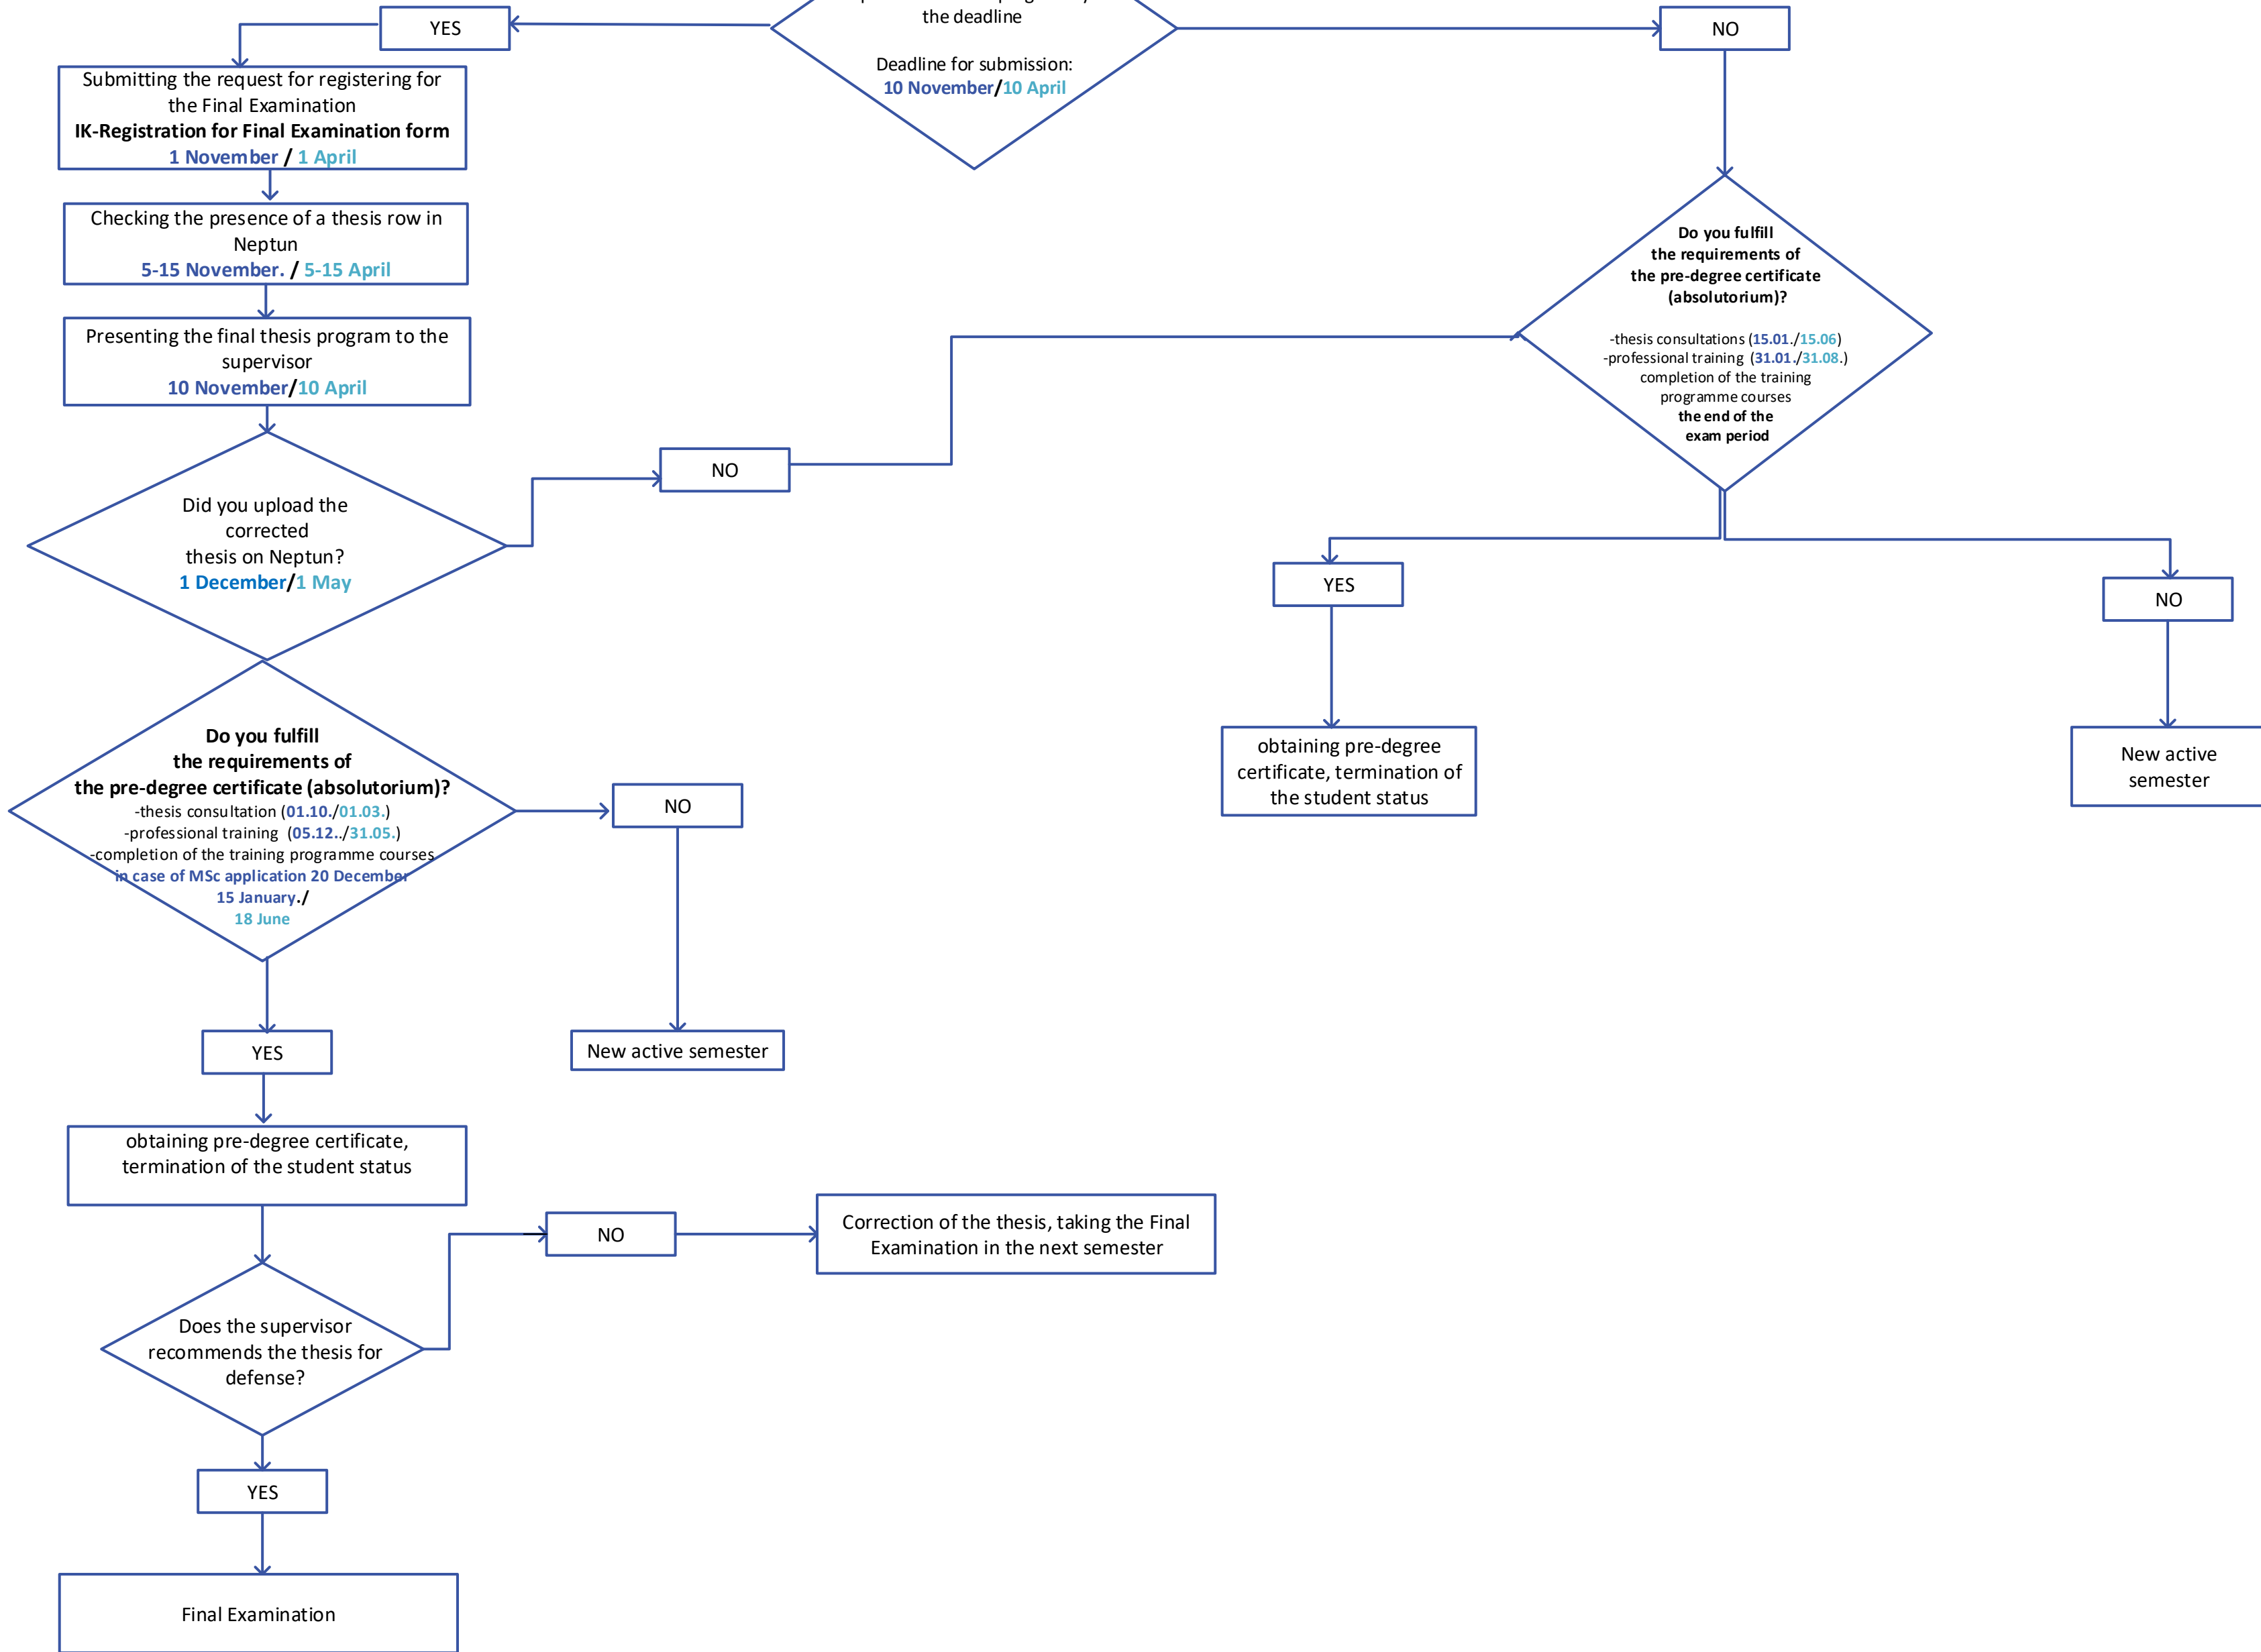 YES
the deadline
Deadline for submission:
10 November/10 April
NO
Submitting the request for registering for
the Final Examination
IK-Registration for Final Examination form
1 November / 1 April
Checking the presence of a thesis row in
Neptun
5-15 November. / 5-15 April
Presenting the final thesis program to the
supervisor
10 November/10 April
Do you fulfill
the requirements of
the pre-degree certificate
(absolutorium)?
-thesis consultations (15.01./15.06)
-professional training (31.01./31.08.)
completion of the training
programme courses
the end of the
exam period
NO
Did you upload the
corrected
thesis on Neptun?
1 December/1 May
YES
NO
obtaining pre-degree
certificate, termination of
the student status
New active
semester
Do you fulfill
the requirements of
the pre-degree certificate (absolutorium)?
-thesis consultation (01.10./01.03.)
-professional training (05.12../31.05.)
-completion of the training programme courses
in case of MSc application 20 December
15 January./
18 June
NO
YES
New active semester
obtaining pre-degree certificate,
termination of the student status
NO
Correction of the thesis, taking the Final
Examination in the next semester
Does the supervisor
recommends the thesis for
defense?
YES
Final Examination